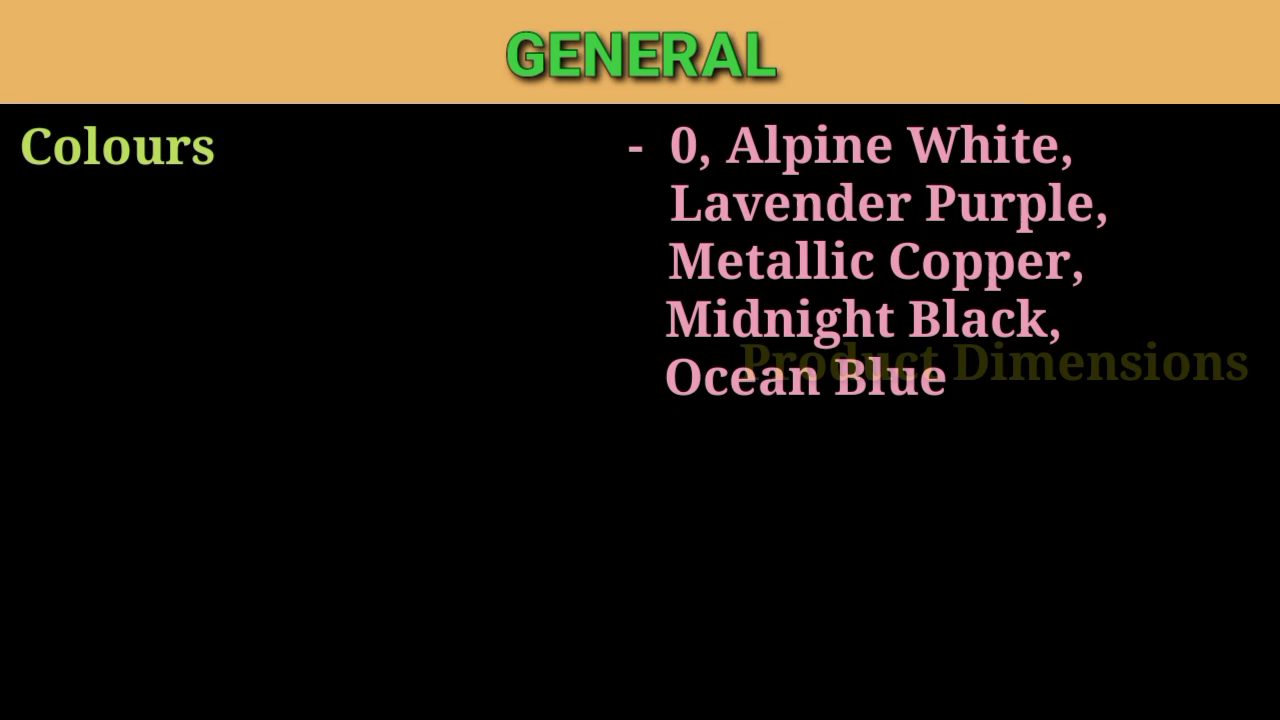 GENERAL
Colours - 0, Alpine White,
Lavender Purple,
Metallic Copper,
Midnight Black,
Product Dimensions
Ocean Blue